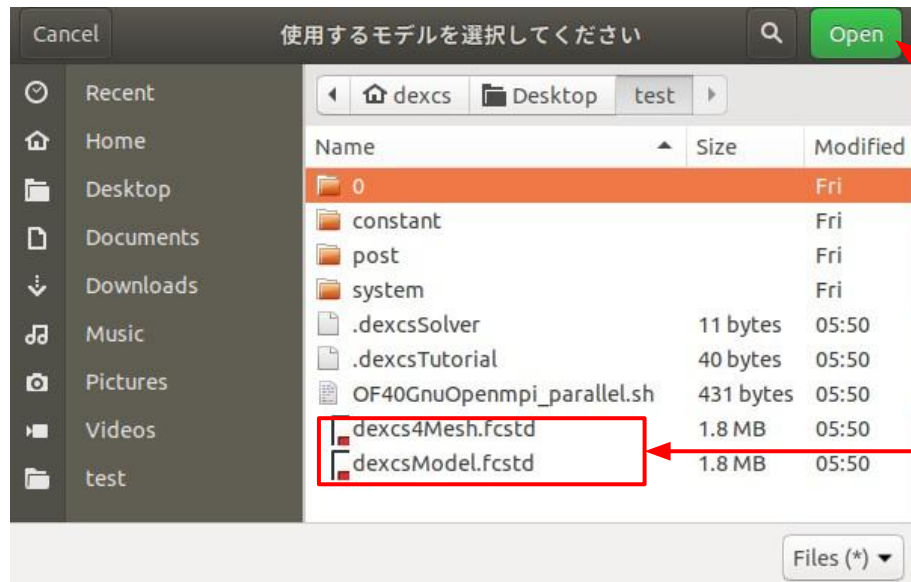 Cancel 使用するモデルを選択してください Open
Recent
Home
Desktop
Documents
Downloads
Music
Pictures
Videos
test
dexcs Desktop test
Name Size Modified
0 Fri
constant Fri
post Fri
system Fri
.dexcsSolver 11 bytes 05:50
.dexcsTutorial 40 bytes 05:50
OF40GnuOpenmpi_parallel.sh 431 bytes 05:50
dexcs4Mesh.fcstd 1.8 MB 05:50
dexcsModel.fcstd 1.8 MB 05:50
Files (*)